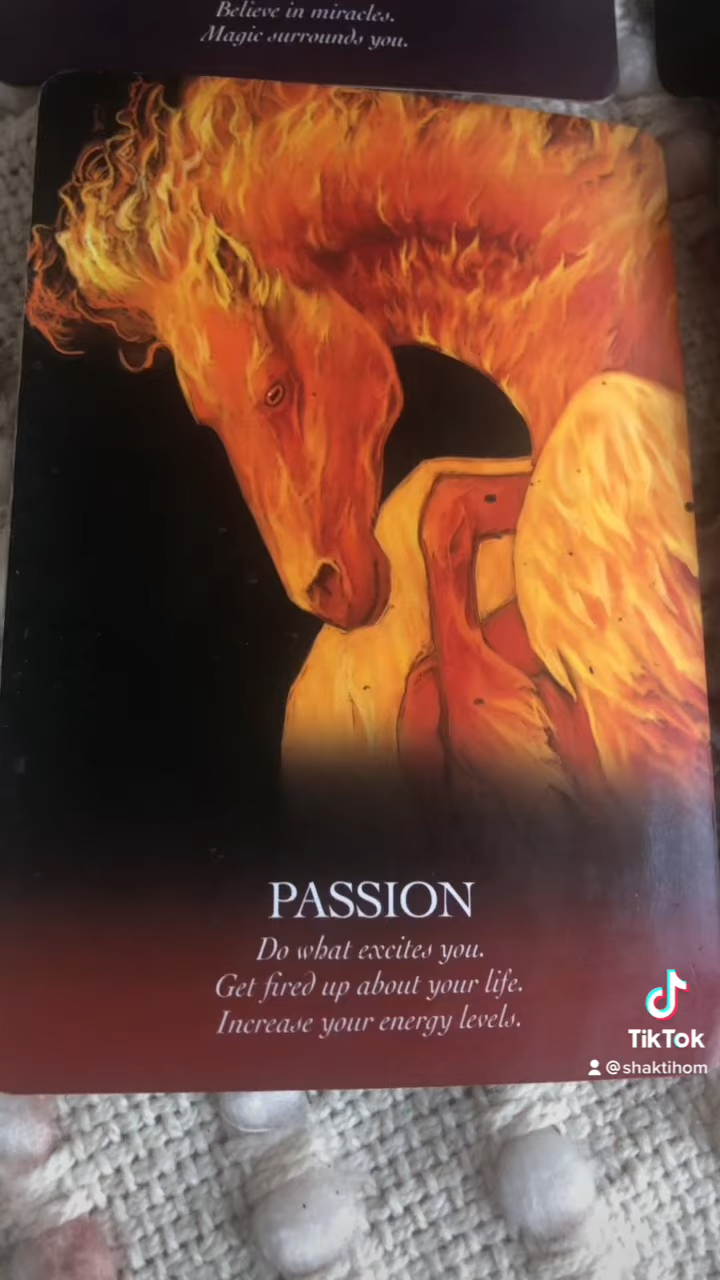 Believe in miracles.
Magic surrounds you.
PASSION
Do what excites you.
Get fired up about your life.
Increase your energy levels.
TikTok
@shaktihom